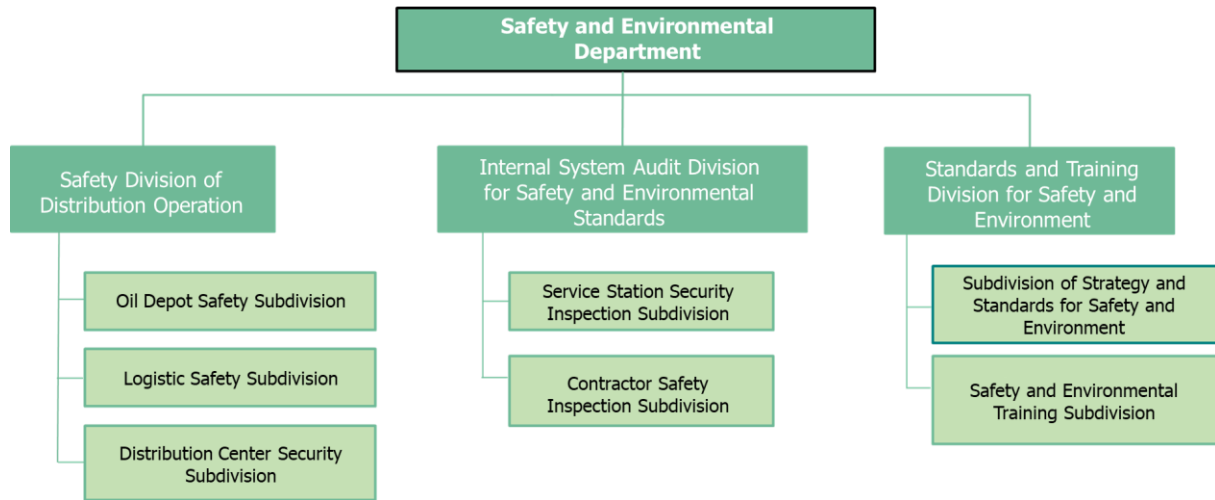 Safety and Environmental
Department
Safety Division of
Distribution Operation
Oil Depot Safety Subdivision
Logistic Safety Subdivision
Distribution Center Security
Subdivision
Internal System Audit Division
for Safety and Environmental
Standards
Service Station Security
Inspection Subdivision
Contractor Safety
Inspection Subdivision
Standards and Training
Division for Safety and
Environment
Subdivision of Strategy and
Standards for Safety and
Environment
Safety and Environmental
Training Subdivision